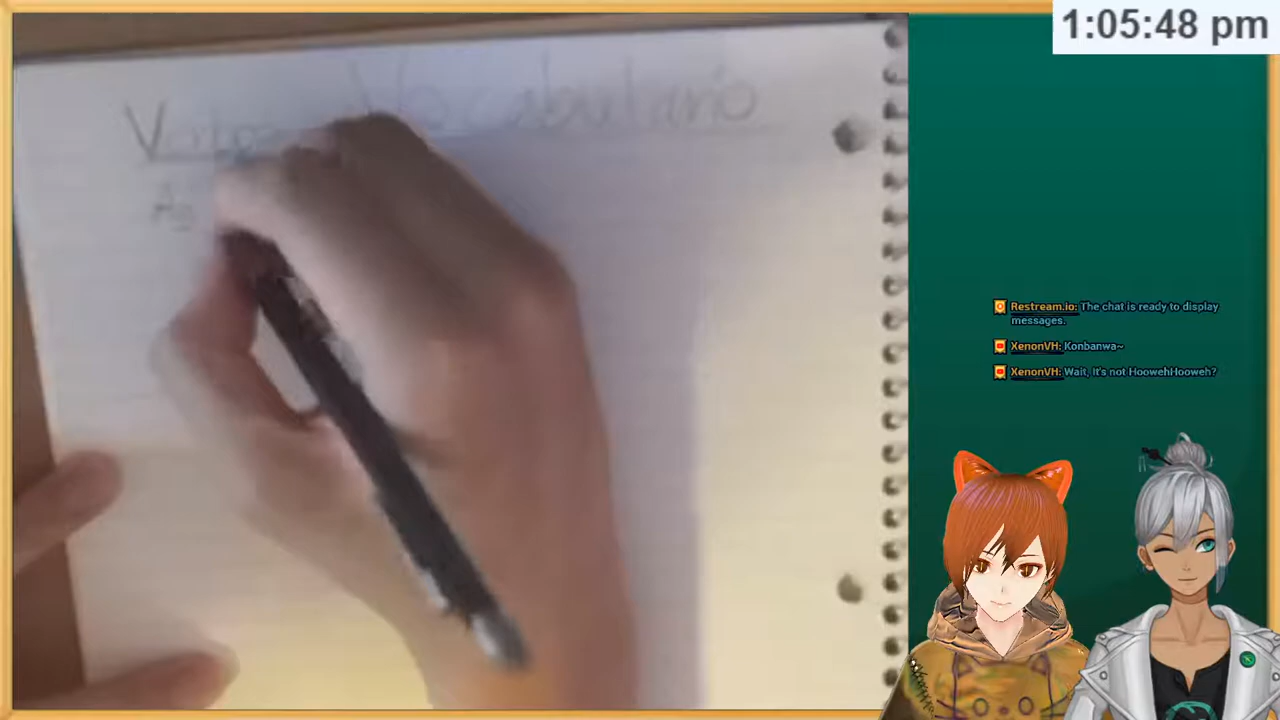 1:05:48 pm
Vocabulario
Restream.io: The chat is ready to display
messages.
XenonVH: Konbanwa~
XenonVH: Wait, It's not HoowehHooweh?